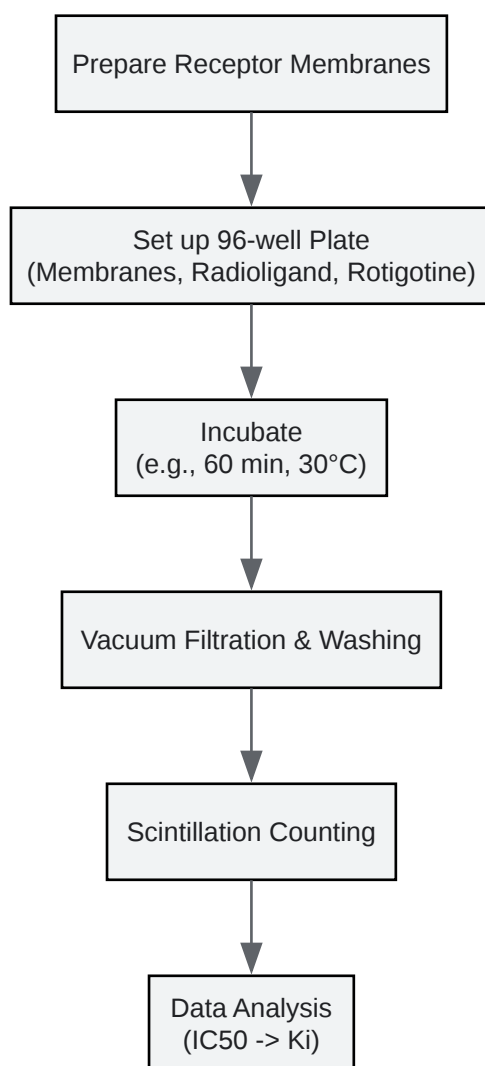 Prepare Receptor Membranes
Set up 96-well Plate
(Membranes, Radioligand, Rotigotine)
Incubate
(e.g., 60 min, 30°C)
Vacuum Filtration & Washing
Scintillation Counting
Data Analysis
(IC50 -> Ki)